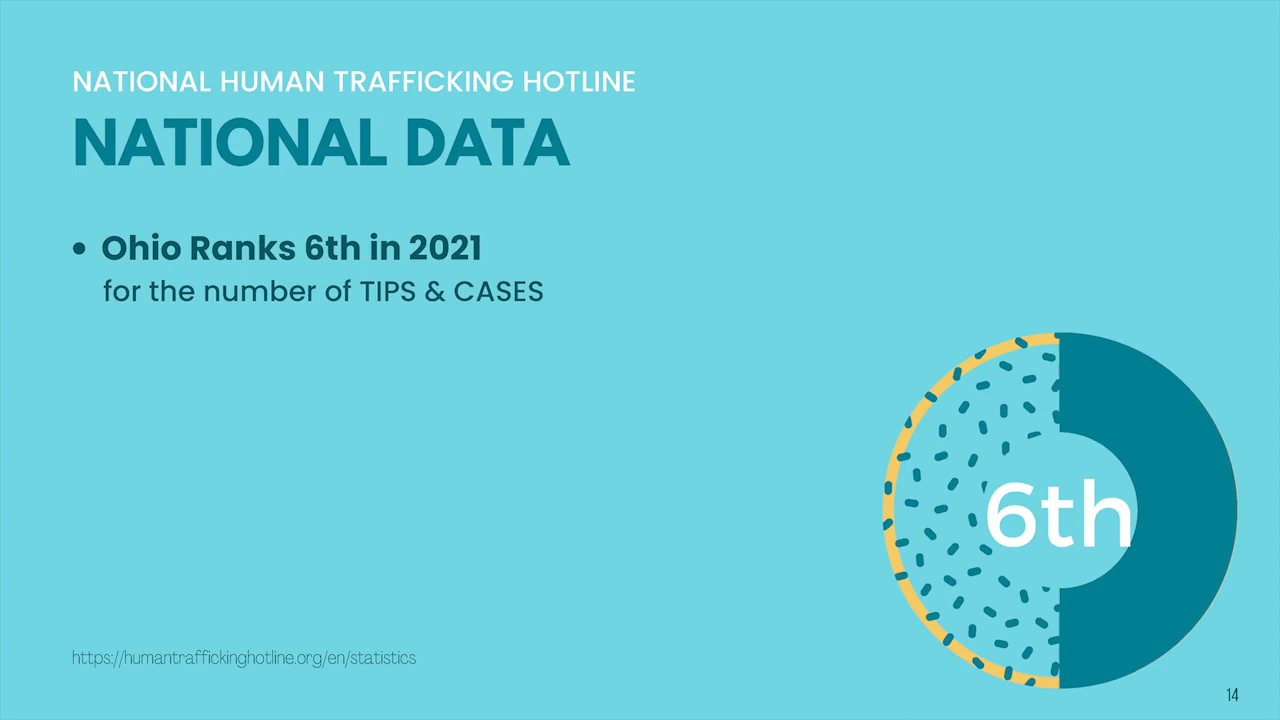 NATIONAL HUMAN TRAFFICKING HOTLINE
NATIONAL DATA
• Ohio Ranks 6th in 2021
for the number of TIPS & CASES
6th
https://humantraffickinghotline.org/en/statistics
14